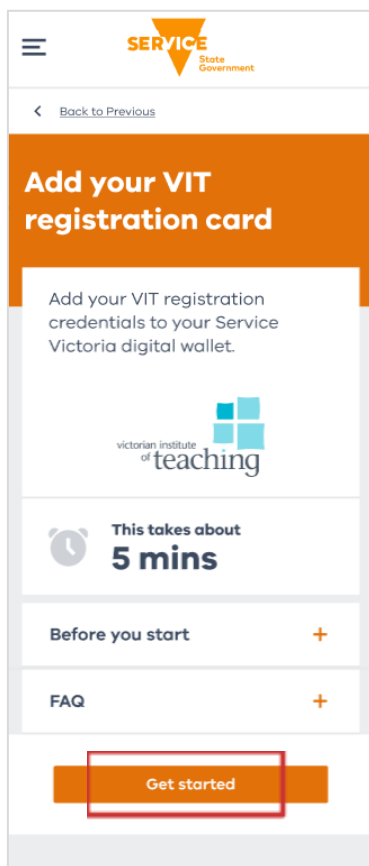 SERVICE
State
Government
Back to Previous
Add your VIT
registration card
Add your VIT registration
credentials to your Service
Victoria digital wallet.
victorian institute
of teaching
This takes about
5 mins
Before you start +
FAQ +
Get started